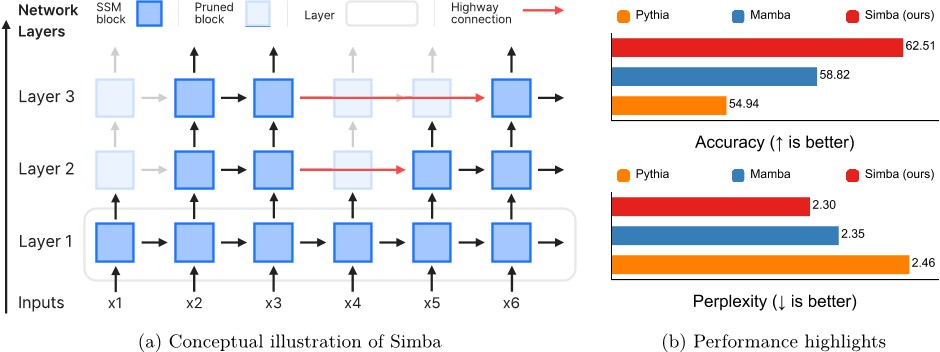 Network
Layers
SSM
block
Pruned
block
Layer
Highway
connection
Layer 3
Layer 2
Layer 1
Inputs
x1
x2
x3
x4
x5
x6
(a) Conceptual illustration of Simba
Pythia
Mamba
Simba (ours)
62.51
58.82
54.94
Accuracy (↑ is better)
Pythia
Mamba
Simba (ours)
2.30
2.35
2.46
Perplexity (↓ is better)
(b) Performance highlights